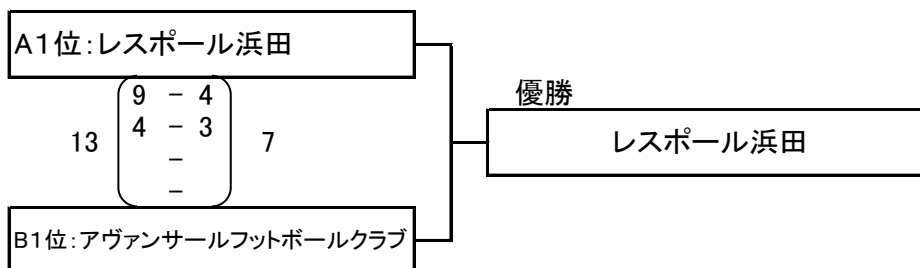 A1位:レスポール浜田
9 － 4
13 4 － 3 7
－
－
B1位:アヴァンサールフットボールクラブ
優勝
レスポール浜田